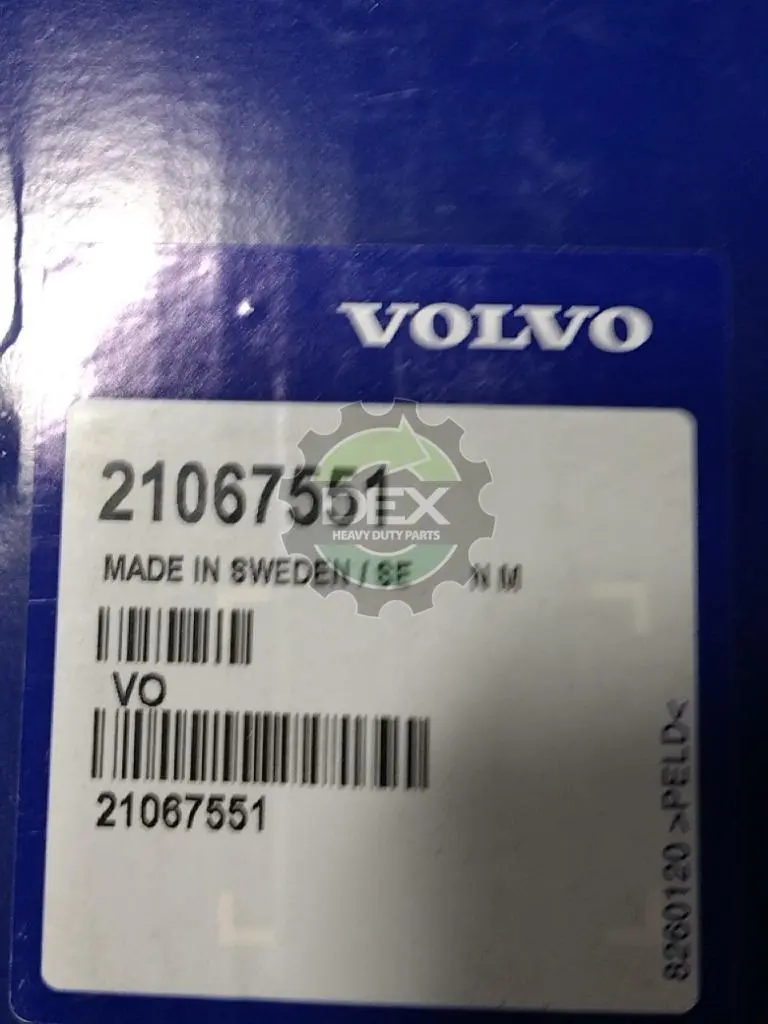 VOLVO
21067551
DEX
HEAVY DUTY PARTS
MADE IN SWEDEN / SE N M
VO
21067551
8260120 >PELD<